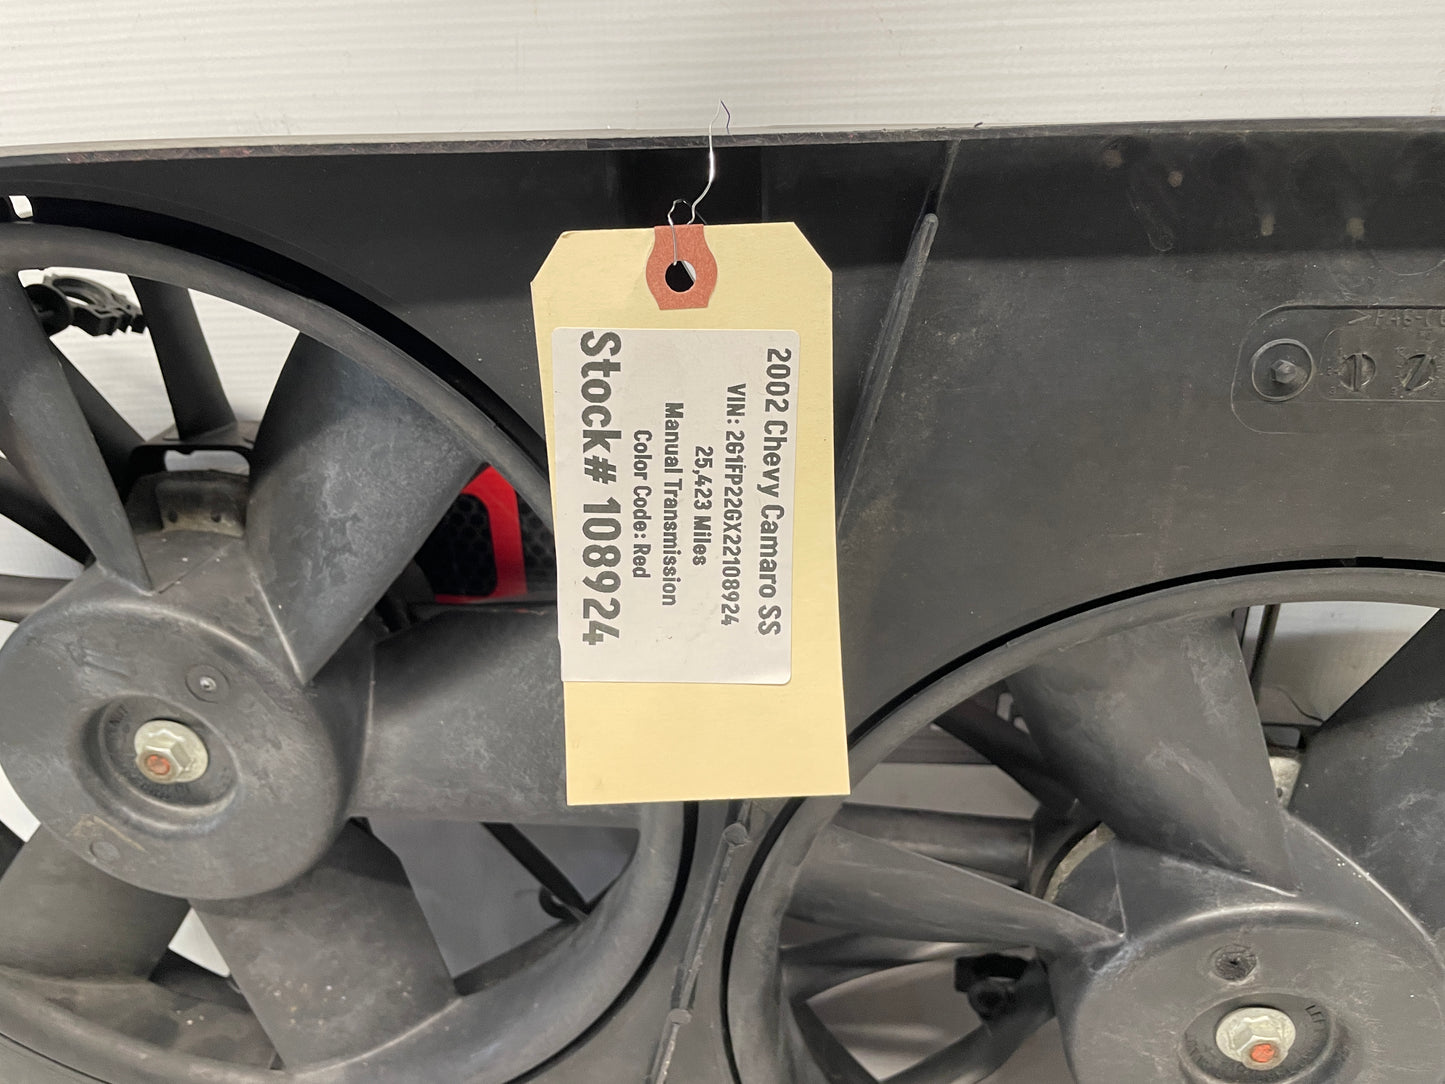 2002 Chevy Camaro SS
VIN: 2G1FP22GX22108924
25,423 Miles
Manual Transmission
Color Code: Red
Stock# 108924